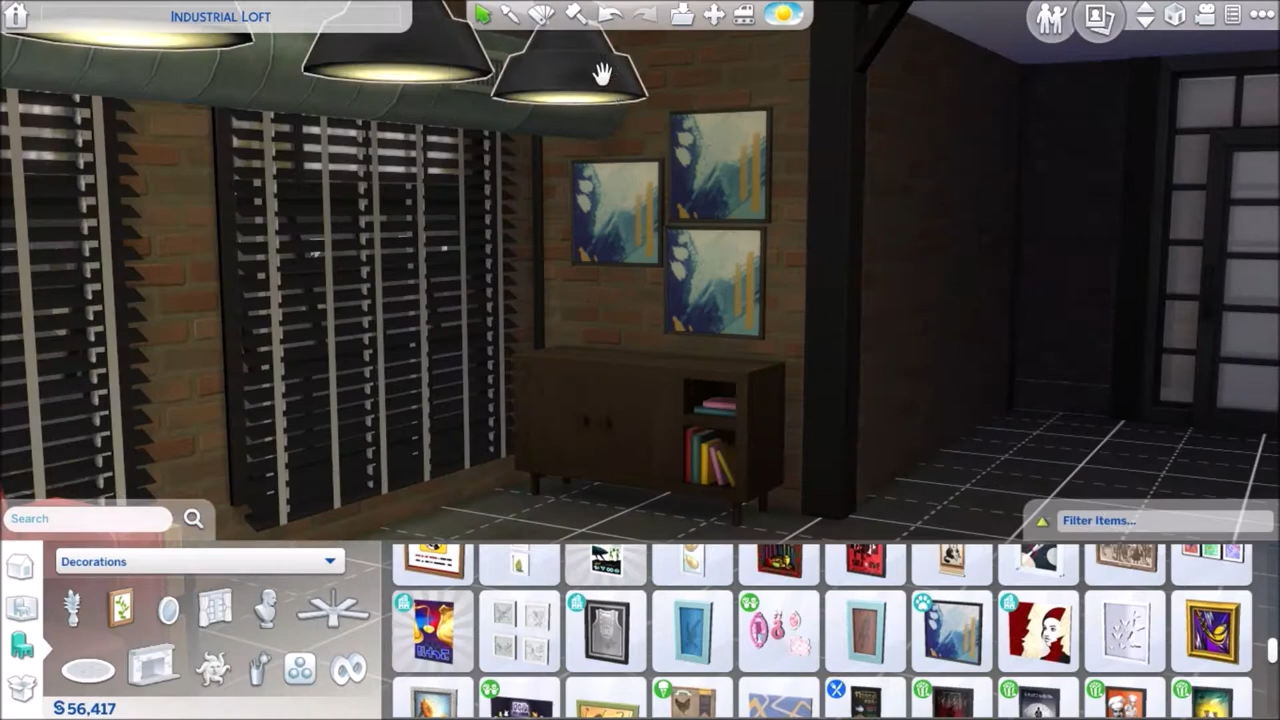 INDUSTRIAL LOFT
Search
Filter Items...
Decorations
§56,417